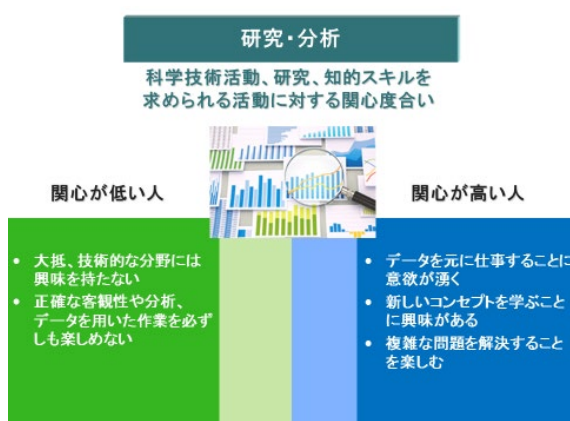 研究・分析
科学技術活動、研究、知的スキルを
求められる活動に対する関心度合い
関心が低い人
関心が高い人
• 大抵、技術的な分野には
興味を持たない
• 正確な客観性や分析、
データを用いた作業を必ず
しも楽しめない
• データを元に仕事することに
意欲が湧く
• 新しいコンセプトを学ぶこと
に興味がある
• 複雑な問題を解決すること
を楽しむ